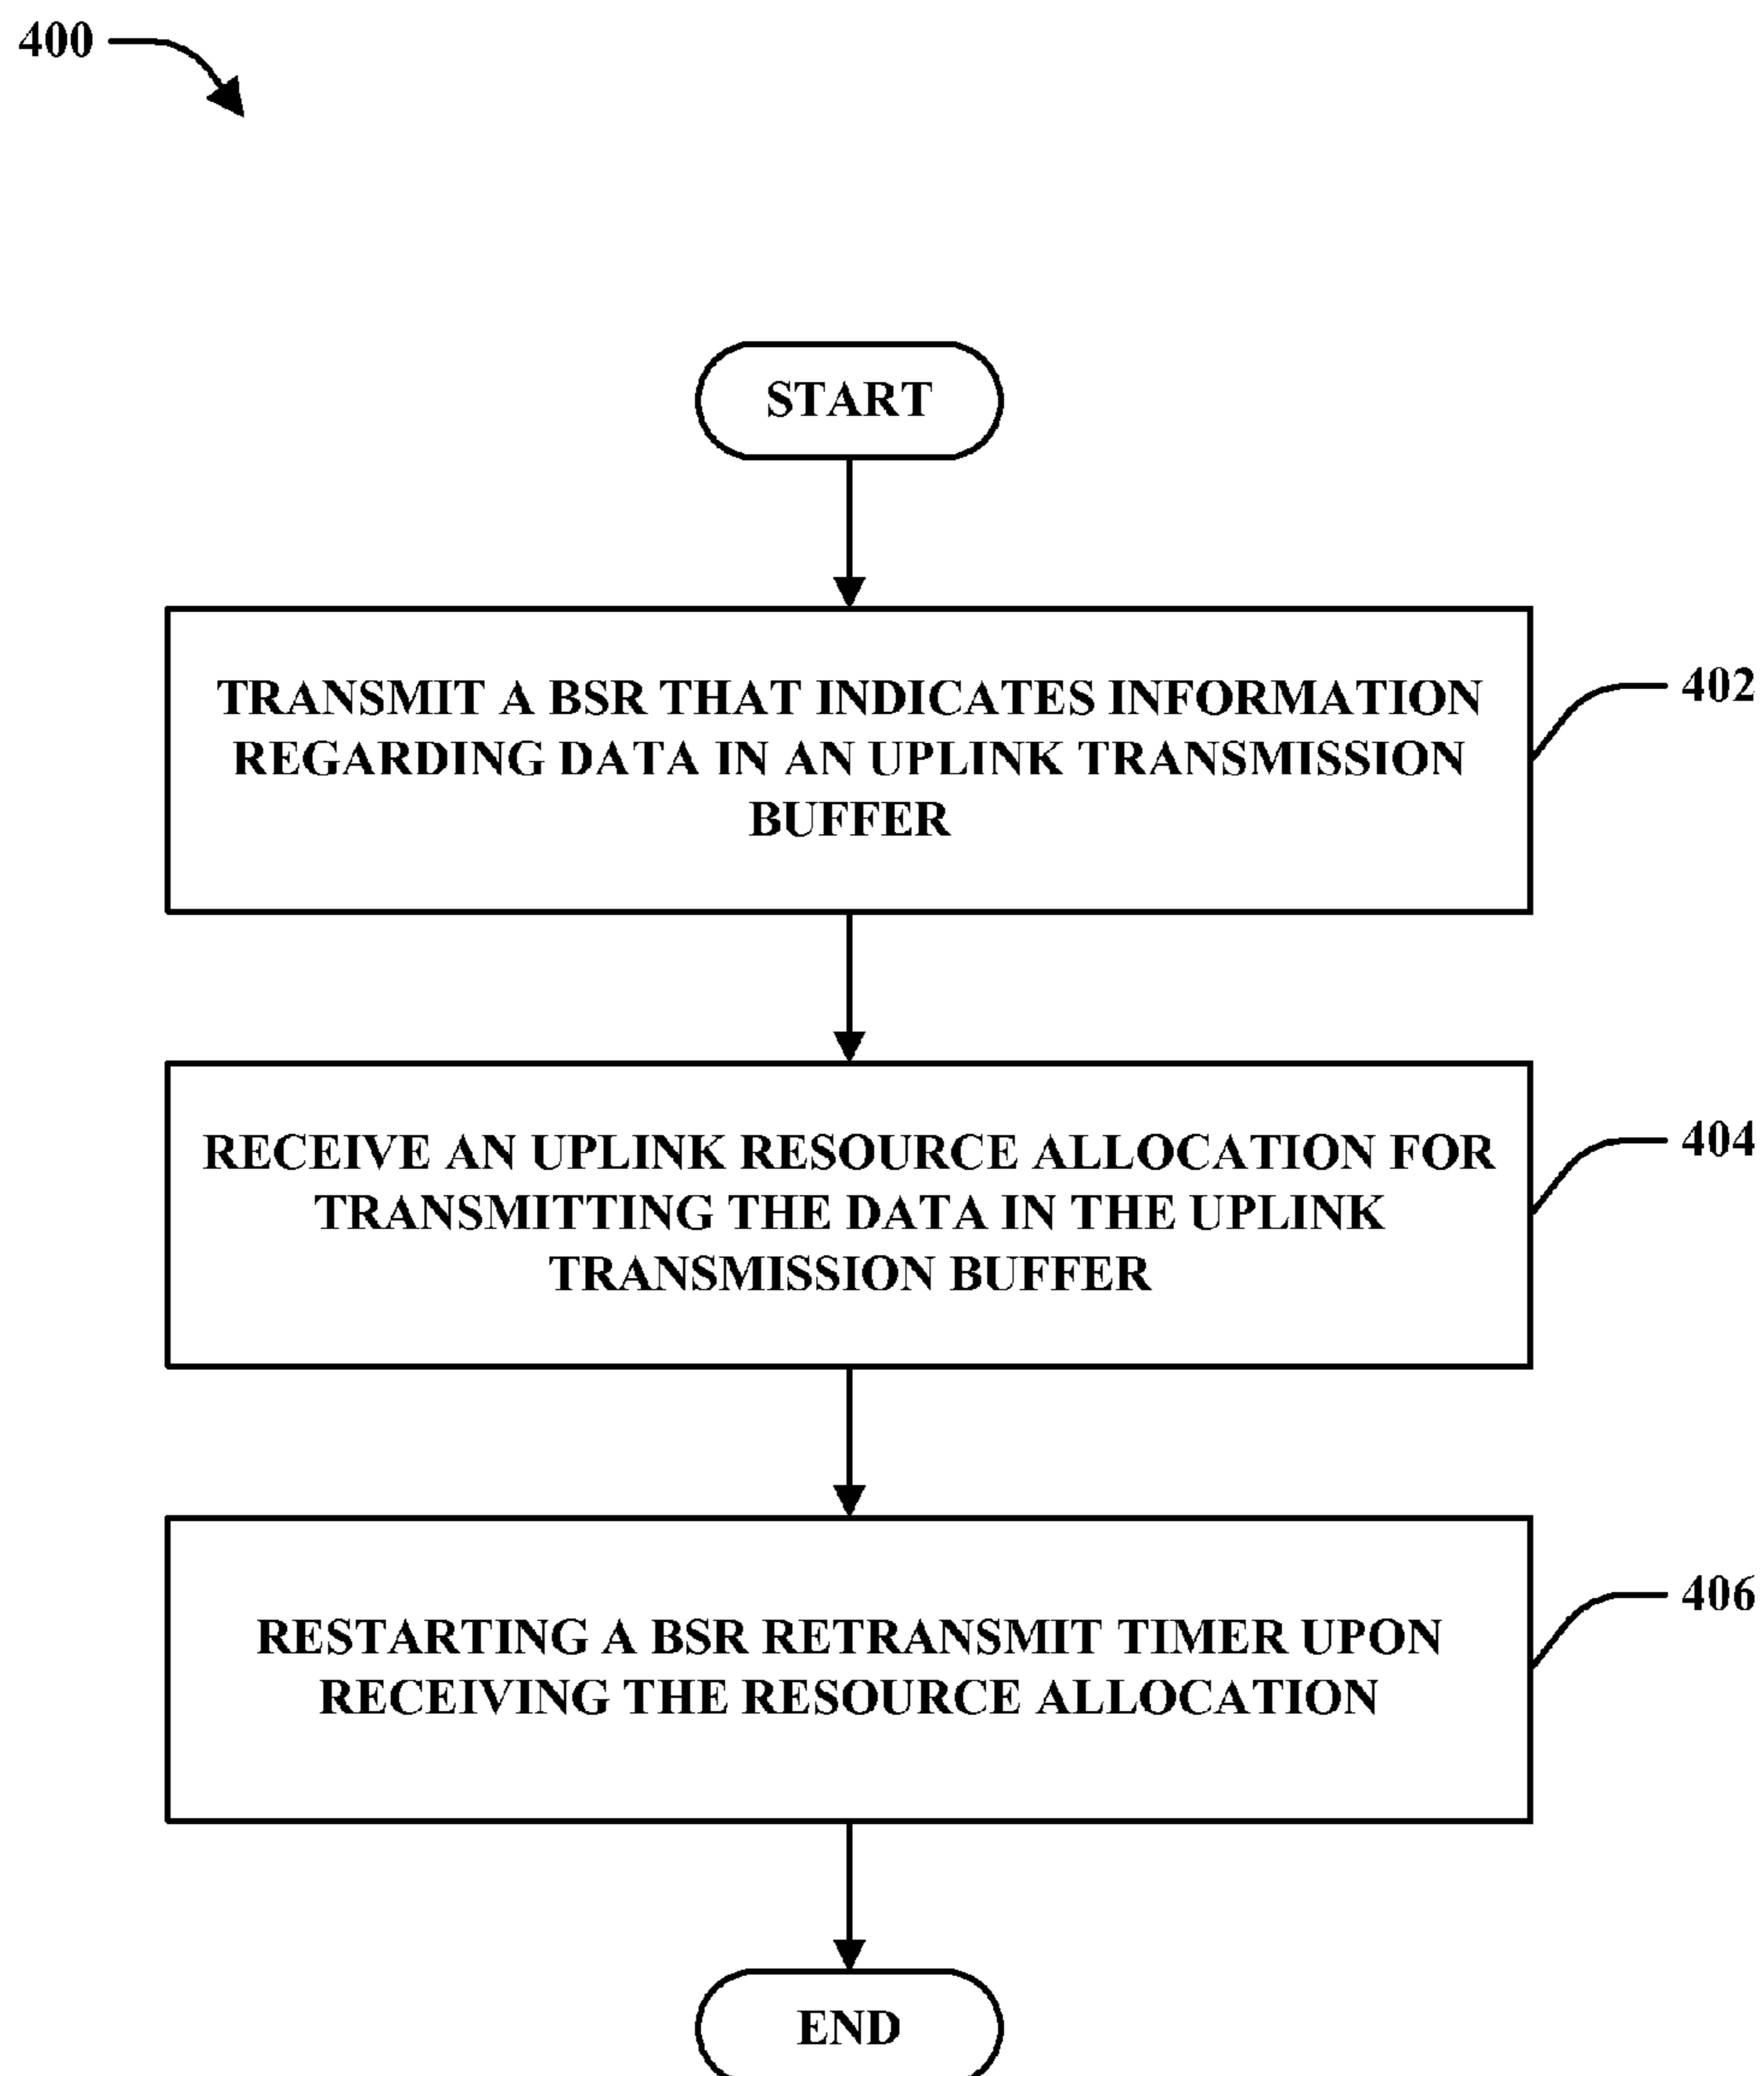 400
START
TRANSMIT A BSR THAT INDICATES INFORMATION
REGARDING DATA IN AN UPLINK TRANSMISSION
BUFFER
402
RECEIVE AN UPLINK RESOURCE ALLOCATION FOR
TRANSMITTING THE DATA IN THE UPLINK
TRANSMISSION BUFFER
404
RESTARTING A BSR RETRANSMIT TIMER UPON
RECEIVING THE RESOURCE ALLOCATION
406
END